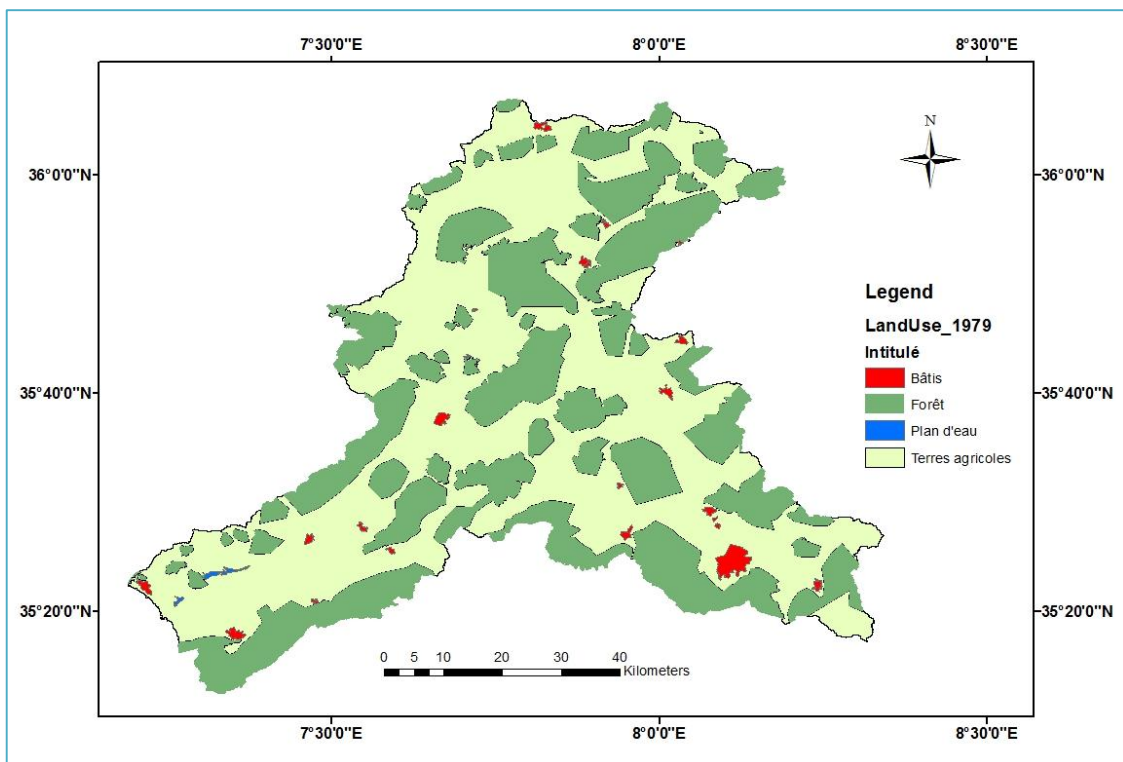 7°30'0"E 8°0'0"E 8°30'0"E
N
36°0'0"N 36°0'0"N
Legend
LandUse_1979
Intitulé
Bâtis
Forêt
Plan d'eau
Terres agricoles
35°40'0"N 35°40'0"N
35°20'0"N 35°20'0"N
0 5 10 20 30 40
Kilometers
7°30'0"E 8°0'0"E 8°30'0"E